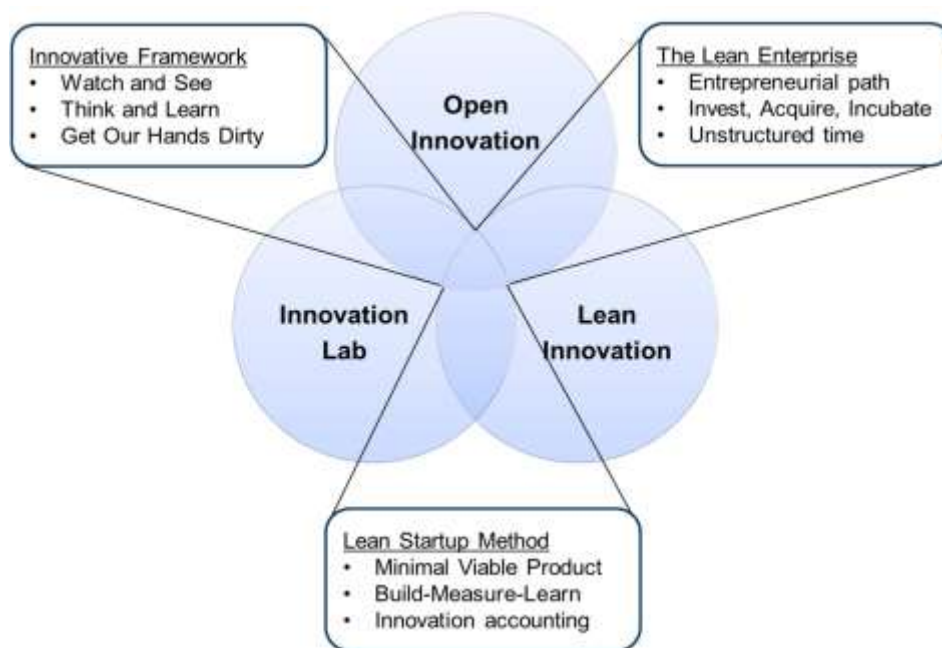 Innovative Framework
• Watch and See
• Think and Learn
• Get Our Hands Dirty
Open
Innovation
The Lean Enterprise
• Entrepreneurial path
• Invest, Acquire, Incubate
• Unstructured time
Innovation
Lab
Lean
Innovation
Lean Startup Method
• Minimal Viable Product
• Build-Measure-Learn
• Innovation accounting